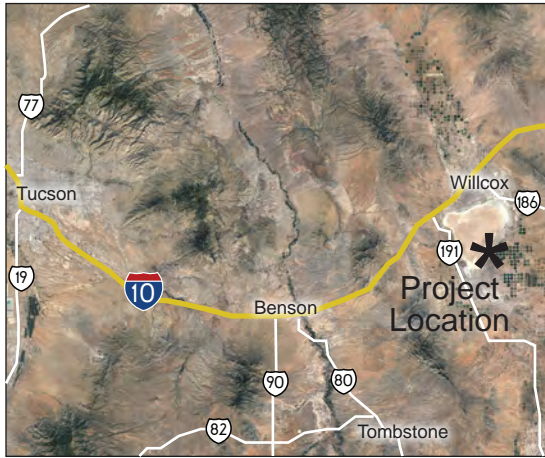 77
Tucson
Willcox
186
191
*
19
10
Project
Location
Benson
90
80
82
Tombstone